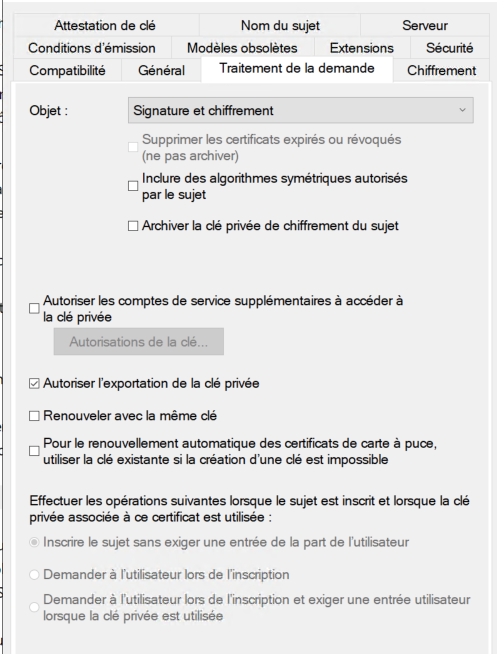 Attestation de clé Nom du sujet Serveur
Conditions d'émission Modèles obsolètes Extensions Sécurité
Compatibilité Général Traitement de la demande Chiffrement
Objet : Signature et chiffrement
Supprimer les certificats expirés ou révoqués
(ne pas archiver)
Inclure des algorithmes symétriques autorisés
par le sujet
Archiver la clé privée de chiffrement du sujet
Autoriser les comptes de service supplémentaires à accéder à
la clé privée
Autorisations de la clé...
Autoriser l'exportation de la clé privée
Renouveler avec la même clé
Pour le renouvellement automatique des certificats de carte à puce,
utiliser la clé existante si la création d'une clé est impossible
Effectuer les opérations suivantes lorsque le sujet est inscrit et lorsque la clé
privée associée à ce certificat est utilisée :
Inscrire le sujet sans exiger une entrée de la part de l'utilisateur
Demander à l'utilisateur lors de l'inscription
Demander à l'utilisateur lors de l'inscription et exiger une entrée utilisateur
lorsque la clé privée est utilisée